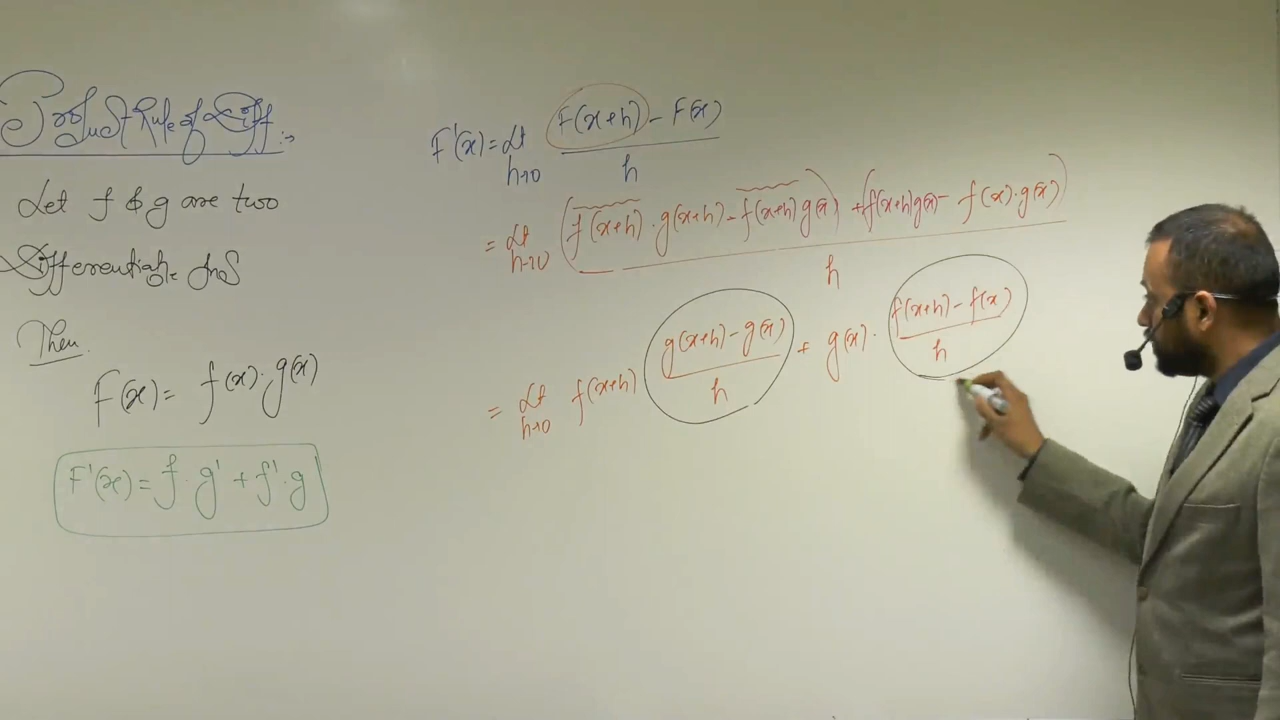 Product Rule of Diff :→
Let f & g are two
Differentiable fns
Then
F(x) = f(x)·g(x)
F'(x) = f·g' + f'·g
F'(x) = Lt h→0 F(x+h) - F(x) / h
= Lt h→0 (f(x+h)·g(x+h) - f(x+h)g(x)) + (f(x+h)g(x) - f(x)·g(x)) / h
= Lt h→0 f(x+h) g(x+h) - g(x) / h + g(x)· f(x+h) - f(x) / h